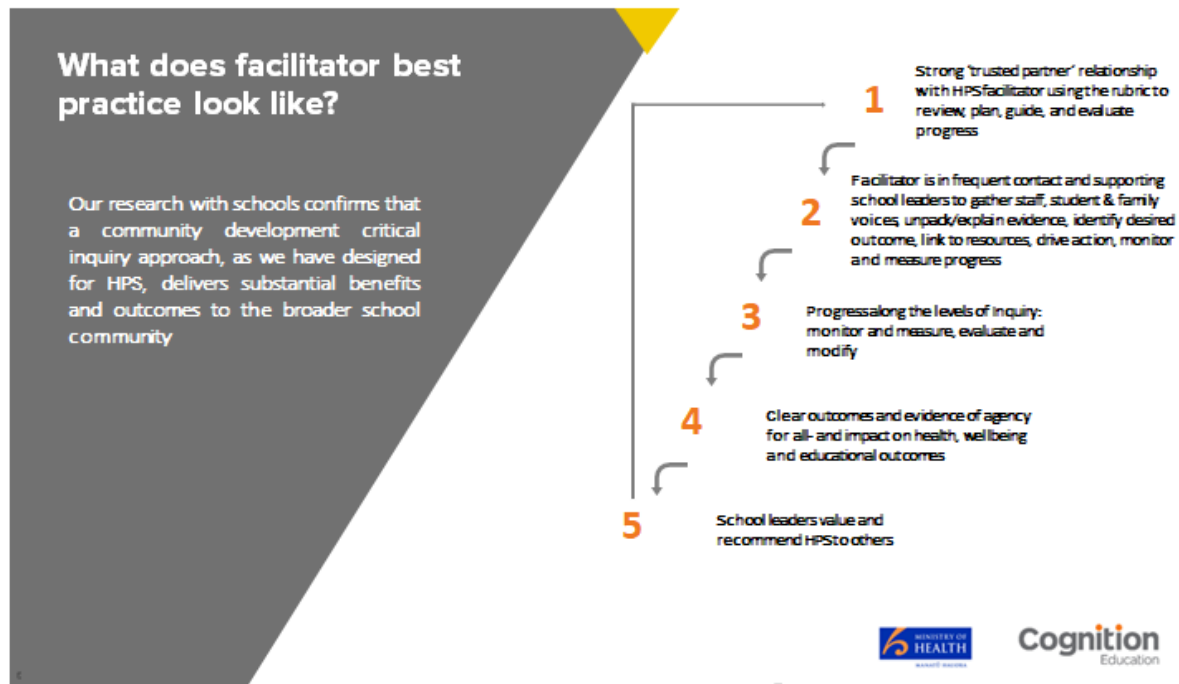 What does facilitator best
practice look like?
Our research with schools confirms that
a community development critical
inquiry approach, as we have designed
for HPS, delivers substantial benefits
and outcomes to the broader school
community
1
Strong 'trusted partner' relationship
with HPS facilitator using the rubric to
review, plan, guide, and evaluate
progress
2
Facilitator is in frequent contact and supporting
school leaders to gather staff, student & family
voices, unpack/explain evidence, identify desired
outcome, link to resources, drive action, monitor
and measure progress
3
Progress along the levels of Inquiry:
monitor and measure, evaluate and
modify
4
Clear outcomes and evidence of agency
for all- and impact on health, wellbeing
and educational outcomes
5
School leaders value and
recommend HPS to others
MINISTRY OF
HEALTH
MANATŪ HAUORA
Cognition
Education